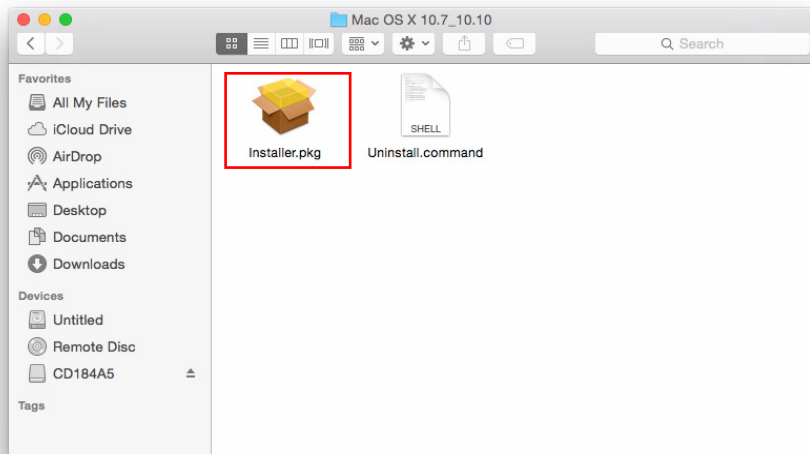 Mac OS X 10.7_10.10
Search
Favorites
All My Files
iCloud Drive
AirDrop
Applications
Desktop
Documents
Downloads
Devices
Untitled
Remote Disc
CD184A5
Tags
SHELL
Installer.pkg
Uninstall.command